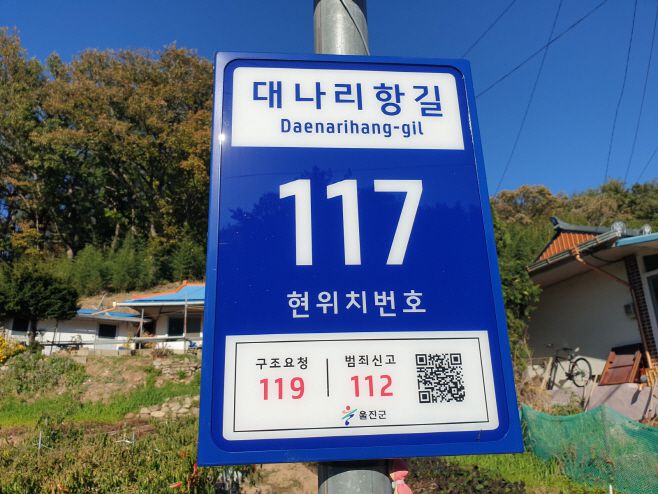 대나리항길
Daenarihang-gil
117
현위치번호
구조요청 범죄신고
119 112
울진군